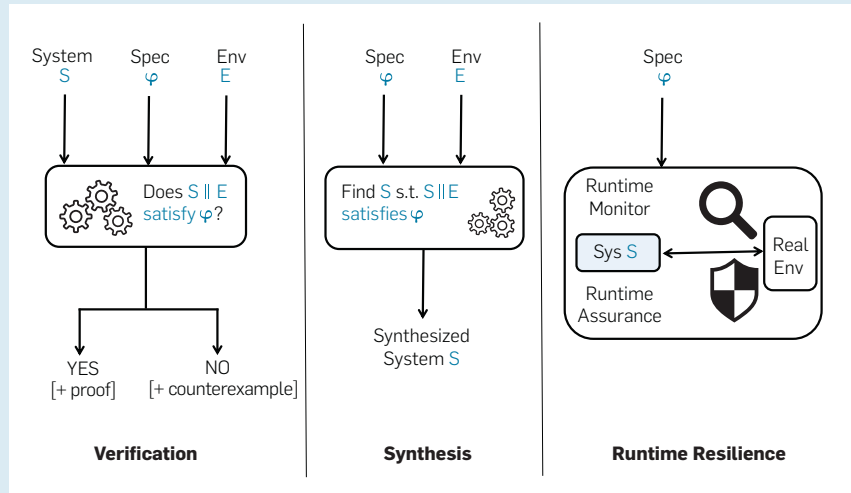 System
S
Spec
φ
Env
E
Does S || E
satisfy φ?
YES
[+ proof]
NO
[+ counterexample]
Verification
Spec
φ
Env
E
Find S s.t. S || E
satisfies φ
Synthesized
System S
Synthesis
Spec
φ
Runtime
Monitor
Sys S
Real
Env
Runtime
Assurance
Runtime Resilience